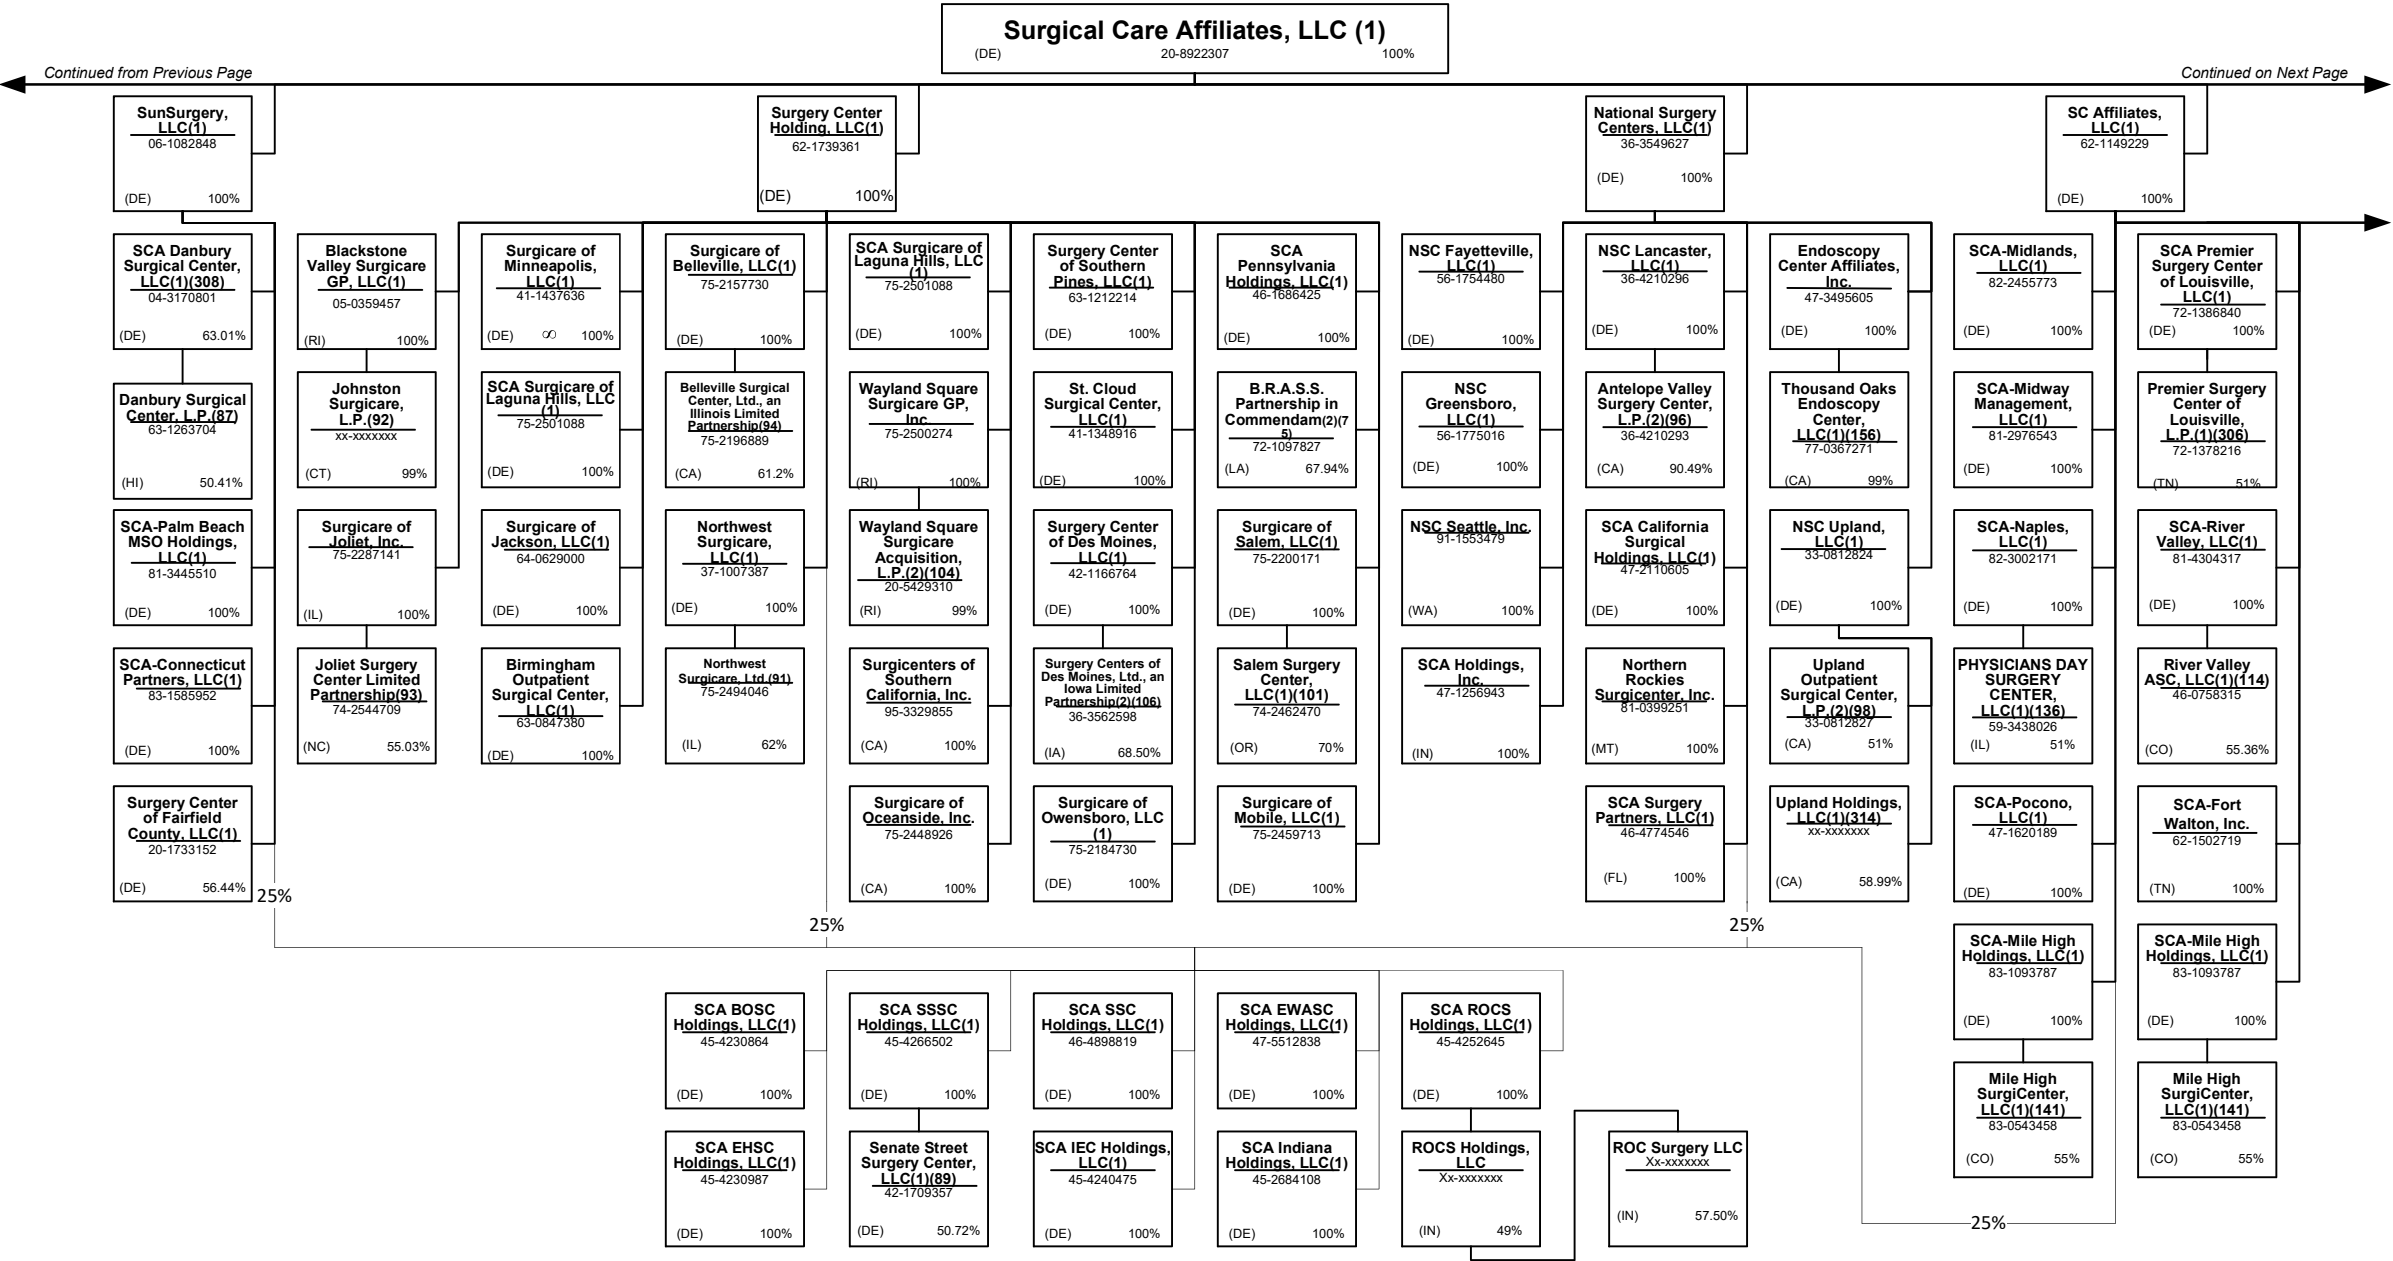 Surgical Care Affiliates, LLC (1)
(DE) 20-8922307 100%
Continued from Previous Page
Continued on Next Page
SunSurgery,
LLC(1)
06-1082848
(DE) 100%
Surgery Center
Holding, LLC(1)
62-1739361
(DE) 100%
National Surgery
Centers, LLC(1)
36-3549627
(DE) 100%
SC Affiliates,
LLC(1)
62-1149229
(DE) 100%
SCA Danbury
Surgical Center,
LLC(1)(308)
04-3170801
(DE) 63.01%
Blackstone
Valley Surgicare
GP, LLC(1)
05-0359457
(RI) 100%
Surgicare of
Minneapolis,
LLC(1)
41-1437636
(DE) ∞ 100%
Surgicare of
Belleville, LLC(1)
75-2157730
(DE) 100%
SCA Surgicare of
Laguna Hills, LLC
(1)
75-2501088
(DE) 100%
Surgery Center
of Southern
Pines, LLC(1)
63-1212214
(DE) 100%
SCA
Pennsylvania
Holdings, LLC(1)
46-1686425
(DE) 100%
NSC Fayetteville,
LLC(1)
56-1754480
(DE) 100%
NSC Lancaster,
LLC(1)
36-4210296
(DE) 100%
Endoscopy
Center Affiliates,
Inc.
47-3495605
(DE) 100%
SCA-Midlands,
LLC(1)
82-2455773
(DE) 100%
SCA Premier
Surgery Center
of Louisville,
LLC(1)
72-1386840
(DE) 100%
Danbury Surgical
Center, L.P.(87)
63-1263704
(HI) 50.41%
Johnston
Surgicare,
L.P.(92)
xx-xxxxxxx
(CT) 99%
SCA Surgicare of
Laguna Hills, LLC
(1)
75-2501088
(DE) 100%
Belleville Surgical
Center, Ltd., an
Illinois Limited
Partnership(94)
75-2196889
(CA) 61.2%
Wayland Square
Surgicare GP,
Inc.
75-2500274
(RI) 100%
St. Cloud
Surgical Center,
LLC(1)
41-1348916
(DE) 100%
B.R.A.S.S.
Partnership in
Commendam(2)(7
5)
72-1097827
(LA) 67.94%
NSC
Greensboro,
LLC(1)
56-1775016
(DE) 100%
Antelope Valley
Surgery Center,
L.P.(2)(96)
36-4210293
(CA) 90.49%
Thousand Oaks
Endoscopy
Center,
LLC(1)(156)
77-0367271
(CA) 99%
SCA-Midway
Management,
LLC(1)
81-2976543
(DE) 100%
Premier Surgery
Center of
Louisville,
L.P.(1)(306)
72-1378216
(TN) 51%
SCA-Palm Beach
MSO Holdings,
LLC(1)
81-3445510
(DE) 100%
Surgicare of
Joliet, Inc.
75-2287141
(IL) 100%
Surgicare of
Jackson, LLC(1)
64-0629000
(DE) 100%
Northwest
Surgicare,
LLC(1)
37-1007387
(DE) 100%
Wayland Square
Surgicare
Acquisition,
L.P.(2)(104)
20-5429310
(RI) 99%
Surgery Center
of Des Moines,
LLC(1)
42-1166764
(DE) 100%
Surgicare of
Salem, LLC(1)
75-2200171
(DE) 100%
NSC Seattle, Inc.
91-1553479
(WA) 100%
SCA California
Surgical
Holdings, LLC(1)
47-2110605
(DE) 100%
NSC Upland,
LLC(1)
33-0812824
(DE) 100%
SCA-Naples,
LLC(1)
82-3002171
(DE) 100%
SCA-River
Valley, LLC(1)
81-4304317
(DE) 100%
SCA-Connecticut
Partners, LLC(1)
83-1585952
(DE) 100%
Joliet Surgery
Center Limited
Partnership(93)
74-2544709
(NC) 55.03%
Birmingham
Outpatient
Surgical Center,
LLC(1)
63-0847380
(DE) 100%
Northwest
Surgicare, Ltd.(91)
75-2494046
(IL) 62%
Surgicenters of
Southern
California, Inc.
95-3329855
(CA) 100%
Surgery Centers of
Des Moines, Ltd., an
Iowa Limited
Partnership(2)(106)
36-3562598
(IA) 68.50%
Salem Surgery
Center,
LLC(1)(101)
74-2462470
(OR) 70%
SCA Holdings,
Inc.
47-1256943
(IN) 100%
Northern
Rockies
Surgicenter, Inc.
81-0399251
(MT) 100%
Upland
Outpatient
Surgical Center,
L.P.(2)(98)
33-0812827
(CA) 51%
PHYSICIANS DAY
SURGERY
CENTER,
LLC(1)(136)
59-3438026
(IL) 51%
River Valley
ASC, LLC(1)(114)
46-0758315
(CO) 55.36%
Surgery Center
of Fairfield
County, LLC(1)
20-1733152
(DE) 56.44%
Surgicare of
Oceanside, Inc.
75-2448926
(CA) 100%
Surgicare of
Owensboro, LLC
(1)
75-2184730
(DE) 100%
Surgicare of
Mobile, LLC(1)
75-2459713
(DE) 100%
SCA Surgery
Partners, LLC(1)
46-4774546
(FL) 100%
Upland Holdings,
LLC(1)(314)
xx-xxxxxxx
(CA) 58.99%
SCA-Pocono,
LLC(1)
47-1620189
(DE) 100%
SCA-Fort
Walton, Inc.
62-1502719
(TN) 100%
25%
25%
25%
SCA-Mile High
Holdings, LLC(1)
83-1093787
(DE) 100%
SCA-Mile High
Holdings, LLC(1)
83-1093787
(DE) 100%
SCA BOSC
Holdings, LLC(1)
45-4230864
(DE) 100%
SCA SSSC
Holdings, LLC(1)
45-4266502
(DE) 100%
SCA SSC
Holdings, LLC(1)
46-4898819
(DE) 100%
SCA EWASC
Holdings, LLC(1)
47-5512838
(DE) 100%
SCA ROCS
Holdings, LLC(1)
45-4252645
(DE) 100%
Mile High
SurgiCenter,
LLC(1)(141)
83-0543458
(CO) 55%
Mile High
SurgiCenter,
LLC(1)(141)
83-0543458
(CO) 55%
SCA EHSC
Holdings, LLC(1)
45-4230987
(DE) 100%
Senate Street
Surgery Center,
LLC(1)(89)
42-1709357
(DE) 50.72%
SCA IEC Holdings,
LLC(1)
45-4240475
(DE) 100%
SCA Indiana
Holdings, LLC(1)
45-2684108
(DE) 100%
ROCS Holdings,
LLC
Xx-xxxxxxx
(IN) 49%
ROC Surgery LLC
Xx-xxxxxxx
(IN) 57.50%
25%